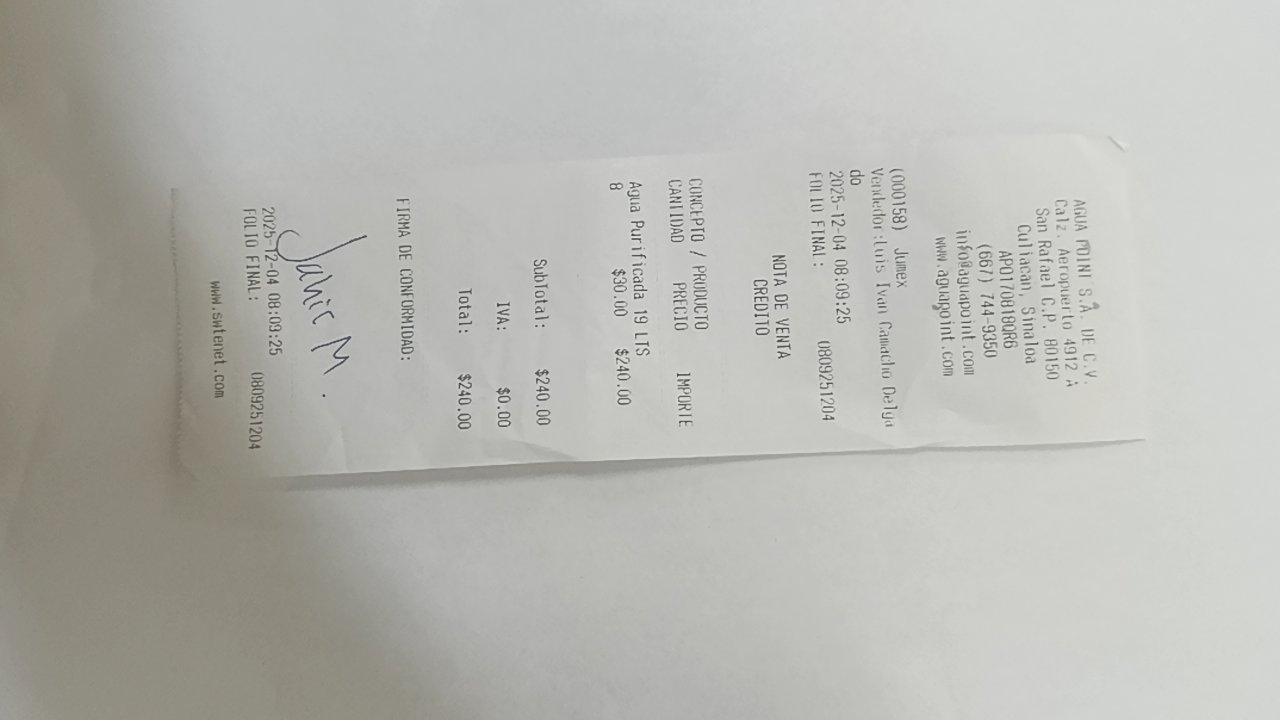 AGUA POINT S.A. DE C.V.
Calz. Aeropuerto 4912 A
San Rafael C.P. 80150
Culiacan, Sinaloa
APO170818QR6
(667) 744-9350
info@aguapoint.com
www.aguapoint.com
(000158) Jumex
Vendedor:Luis Ivan Camacho Delga
do
2025-12-04 08:09:25
FOLIO FINAL: 0809251204
NOTA DE VENTA
CREDITO
CONCEPTO / PRODUCTO
CANTIDAD PRECIO IMPORTE
Agua Purificada 19 LTS
8 $30.00 $240.00
SubTotal: $240.00
IVA: $0.00
Total: $240.00
FIRMA DE CONFORMIDAD:
M.
2025-12-04 08:09:25
FOLIO FINAL: 0809251204
www.swtenet.com